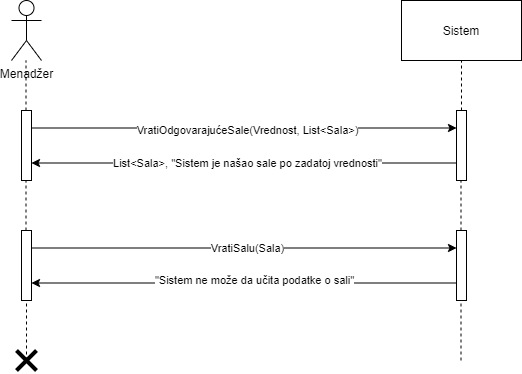 Sistem
Menadžer
VratiOdgovarajućeSale(Vrednost, List<Sala>)
List<Sala>, "Sistem je našao sale po zadatoj vrednosti"
VratiSalu(Sala)
"Sistem ne može da učita podatke o sali"